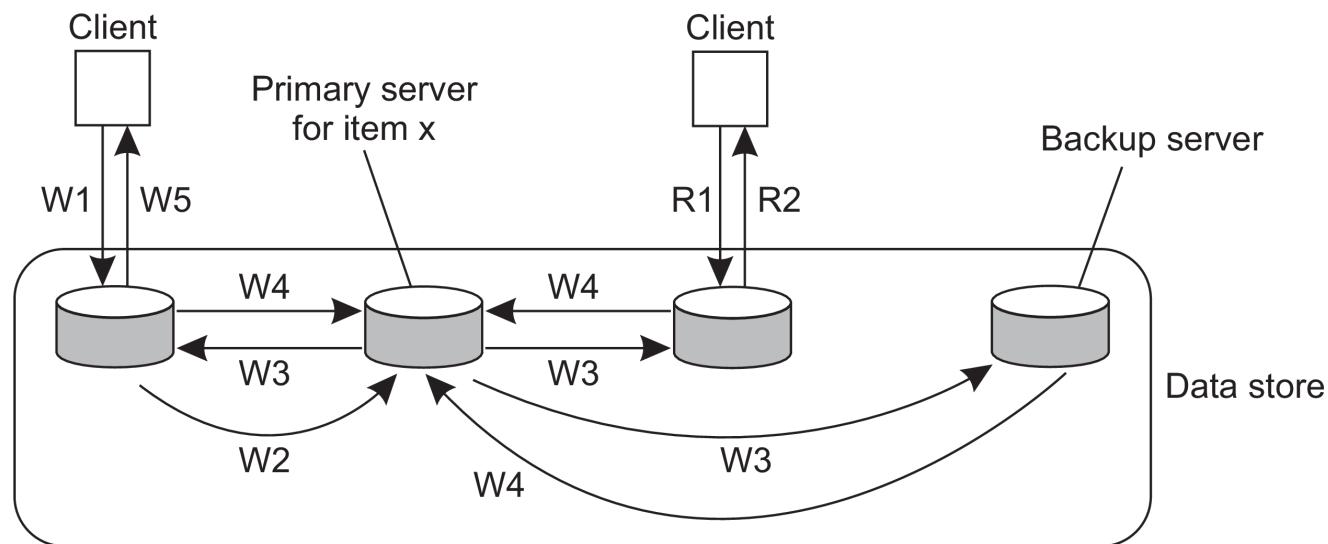 Client
Client
Primary server
for item x
Backup server
W1
W5
R1
R2
W4
W4
W3
W3
Data store
W2
W3
W4